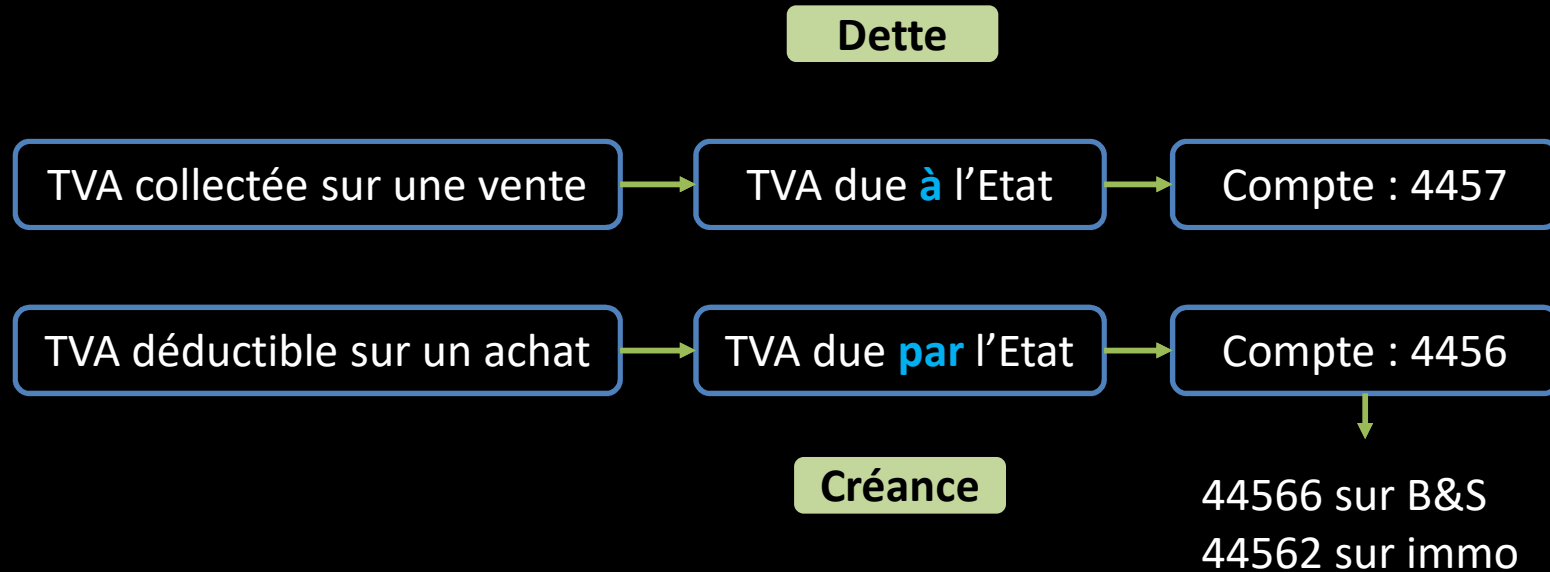 Dette
TVA collectée sur une vente
TVA due à l'Etat
Compte : 4457
TVA déductible sur un achat
TVA due par l'Etat
Compte : 4456
Créance
44566 sur B&S
44562 sur immo